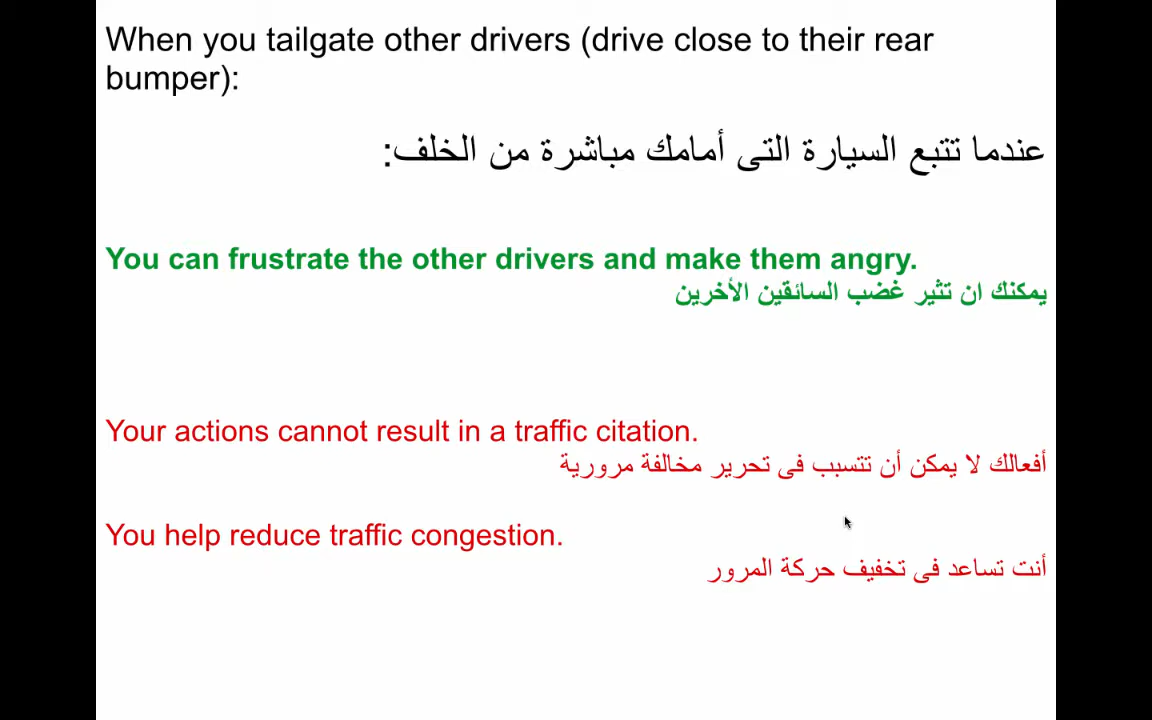 When you tailgate other drivers (drive close to their rear
bumper):
عندما تتبع السيارة التى أمامك مباشرة من الخلف:
You can frustrate the other drivers and make them angry.
يمكنك ان تثير غضب السائقين الأخرين
Your actions cannot result in a traffic citation.
أفعالك لا يمكن أن تتسبب فى تحرير مخالفة مرورية
You help reduce traffic congestion.
أنت تساعد فى تخفيف حركة المرور